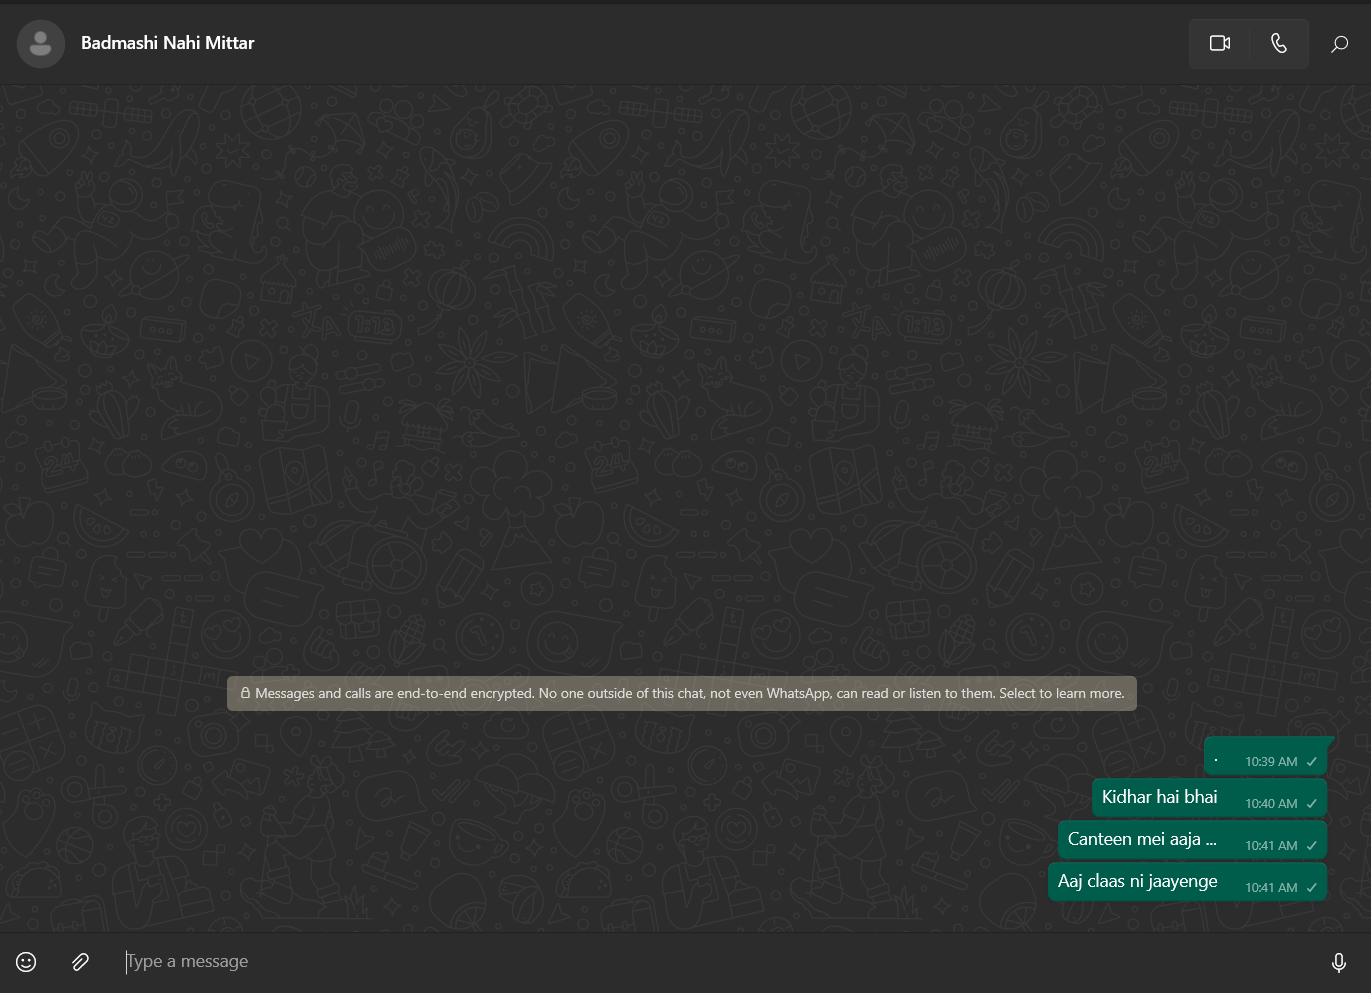 Badmashi Nahi Mittar
Messages and calls are end-to-end encrypted. No one outside of this chat, not even WhatsApp, can read or listen to them. Select to learn more.
. 10:39 AM
Kidhar hai bhai 10:40 AM
Canteen mei aaja ... 10:41 AM
Aaj claas ni jaayenge 10:41 AM
Type a message